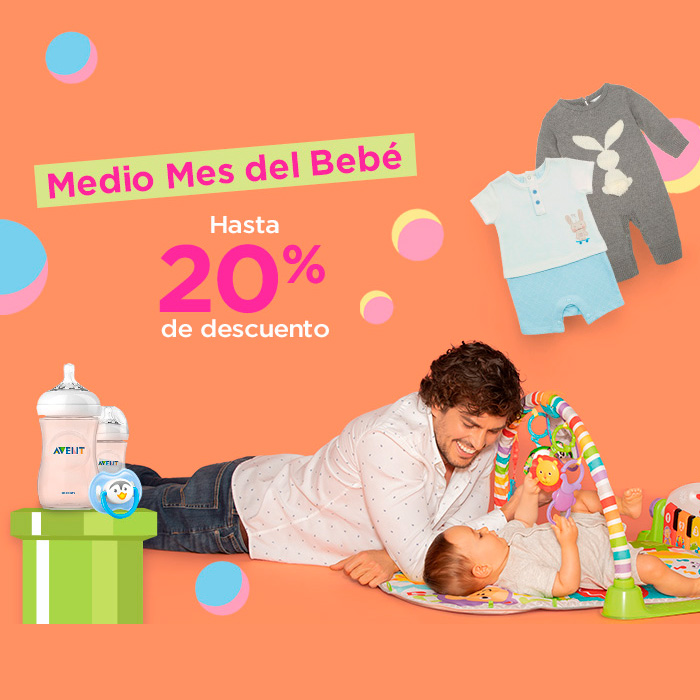 Medio Mes del Bebé
Hasta
20%
de descuento
AVENT
AVENT